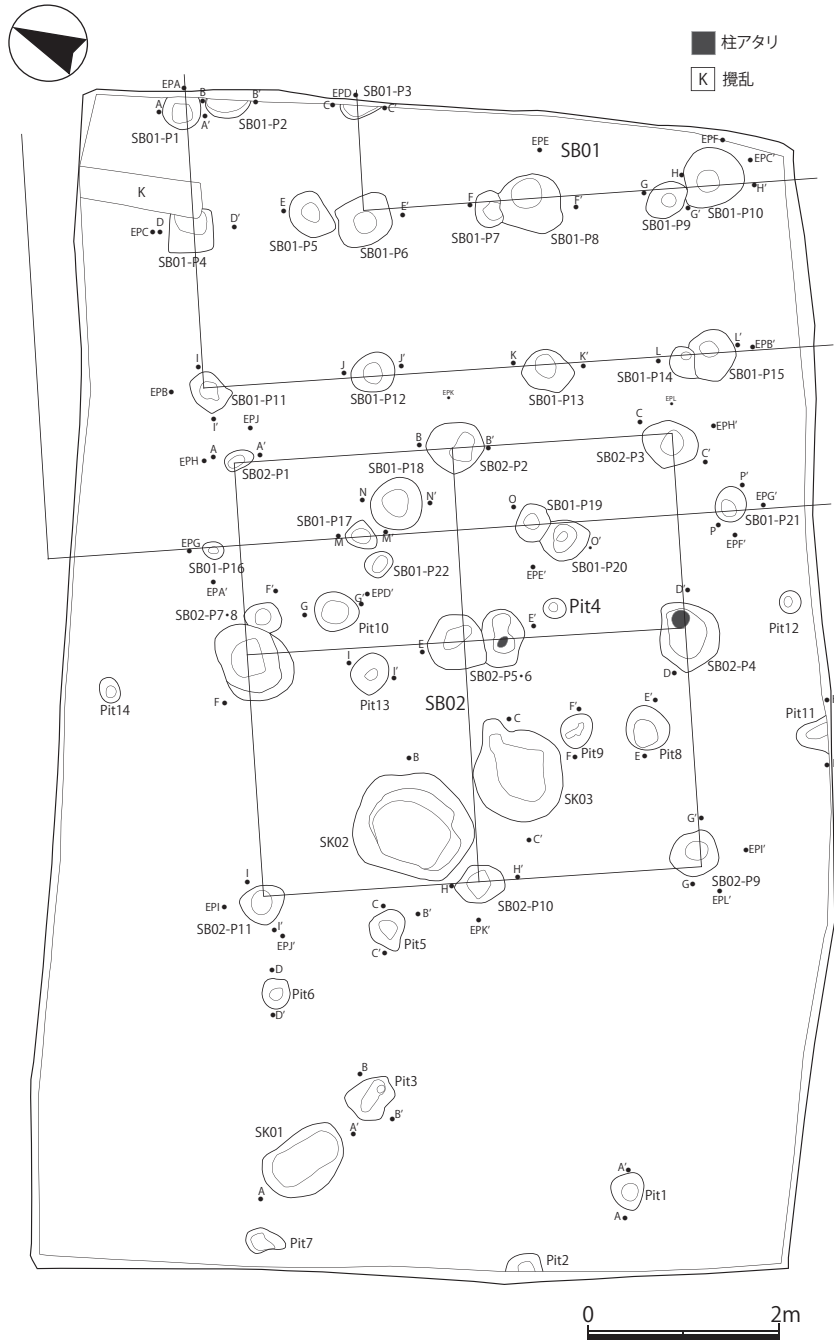 柱アタリ
K 攪乱
EPA
A
B
B'
A'
SB01-P1
SB01-P2
EPD
C
C'
SB01-P3
EPE
SB01
EPF
EPC'
H
H'
G
G'
SB01-P9
SB01-P10
K
EPC
D
D'
SB01-P4
E
E'
SB01-P5
SB01-P6
F
F'
SB01-P7
SB01-P8
I
EPB
I'
SB01-P11
J
J'
SB01-P12
K
K'
SB01-P13
L
L'
EPB'
SB01-P14
SB01-P15
EPJ
EPK
EPL
EPH
A
A'
SB02-P1
B
B'
SB02-P2
C
C'
EPH'
SB02-P3
SB01-P18
N
N'
SB01-P17
M
M'
SB01-P22
O
O'
SB01-P19
SB01-P20
P'
P
EPG'
SB01-P21
EPF'
EPG
SB01-P16
EPA'
EPE'
EPD'
F'
SB02-P7・8
F
G
G'
Pit10
Pit4
D'
D
SB02-P4
Pit12
E
E'
SB02-P5・6
I
J'
Pit13
SB02
Pit14
Pit11
C
C'
SK03
F'
F
Pit9
E'
E
Pit8
B
SK02
G'
G
SB02-P9
EPI'
EPL'
H
H'
SB02-P10
EPK'
I
EPI
I'
EPJ'
SB02-P11
C
B'
C'
Pit5
D
D'
Pit6
B
Pit3
B'
A'
SK01
A
Pit7
A'
A
Pit1
Pit2
0 2m